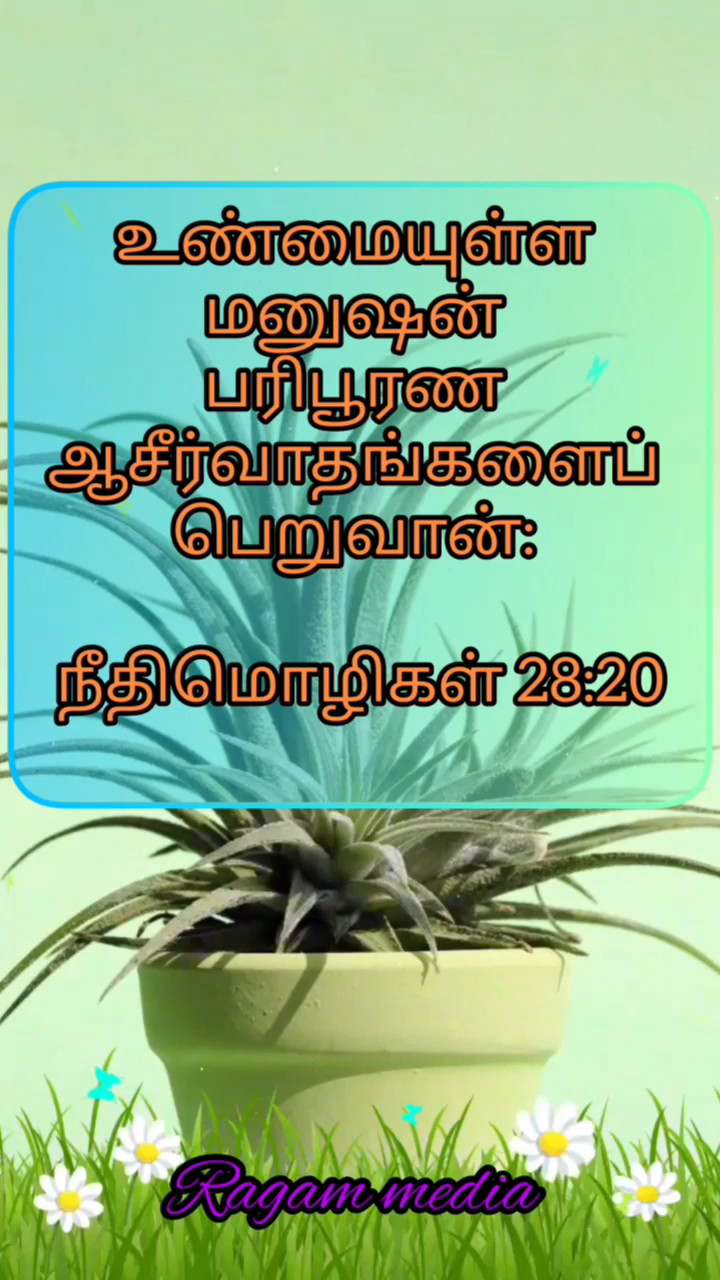 உண்மையுள்ள
மனுஷன்
பரிபூரண
ஆசீர்வாதங்களைப்
பெறுவான்:
நீதிமொழிகள் 28:20
Ragam media